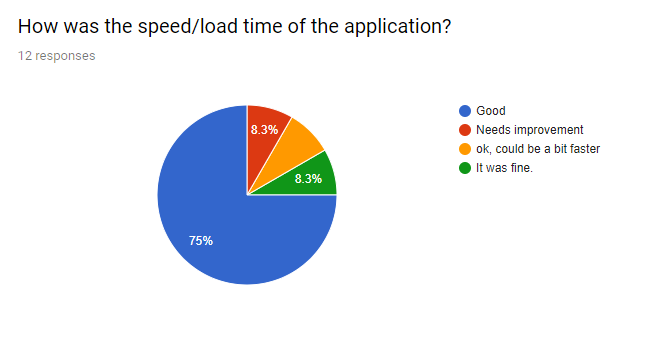 How was the speed/load time of the application?
12 responses
8.3%
8.3%
75%
Good
Needs improvement
ok, could be a bit faster
It was fine.